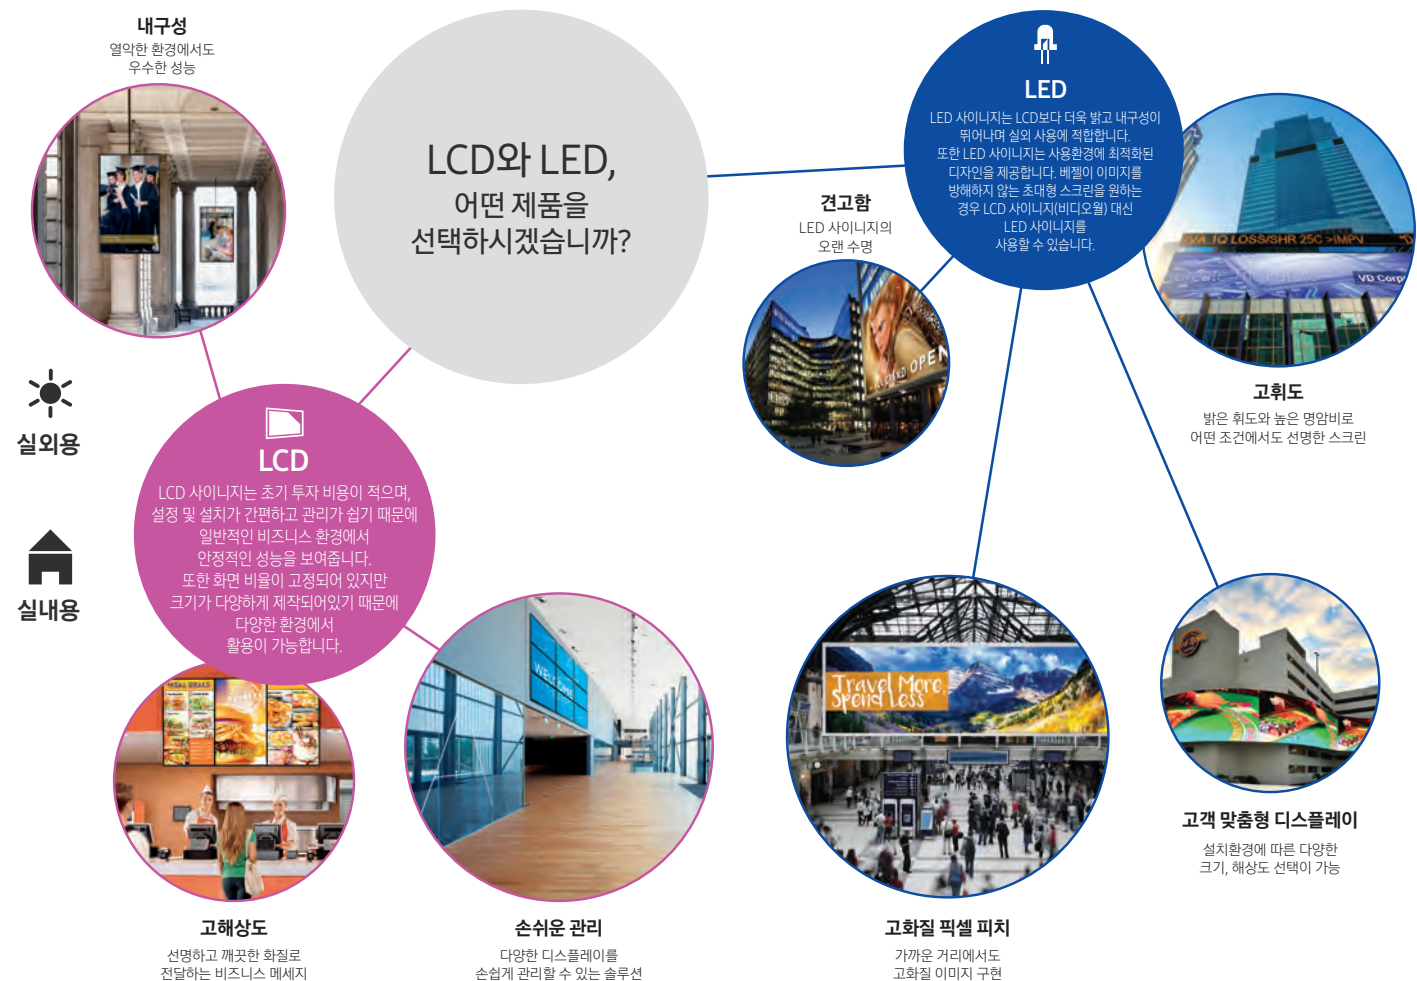 내구성
열악한 환경에서도
우수한 성능
LCD와 LED,
어떤 제품을
선택하시겠습니까?
LED
LED 사이니지는 LCD보다 더욱 밝고 내구성이
뛰어나며 실외 사용에 적합합니다.
또한 LED 사이니지는 사용환경에 최적화된
디자인을 제공합니다. 베젤이 이미지를
방해하지 않는 초대형 스크린을 원하는
경우 LCD 사이니지(비디오월) 대신
LED 사이니지를
사용할 수 있습니다.
견고함
LED 사이니지의
오랜 수명
OPEN
IQ LOSS/SHR 25C >IMPV
Create
VD Corp
고휘도
밝은 휘도와 높은 명암비로
어떤 조건에서도 선명한 스크린
실외용
실내용
LCD
LCD 사이니지는 초기 투자 비용이 적으며,
설정 및 설치가 간편하고 관리가 쉽기 때문에
일반적인 비즈니스 환경에서
안정적인 성능을 보여줍니다.
또한 화면 비율이 고정되어 있지만
크기가 다양하게 제작되어있기 때문에
다양한 환경에서
활용이 가능합니다.
MEAL DEALS
WELCOME
Travel More,
Spend Less
고해상도
선명하고 깨끗한 화질로
전달하는 비즈니스 메세지
손쉬운 관리
다양한 디스플레이를
손쉽게 관리할 수 있는 솔루션
고화질 픽셀 피치
가까운 거리에서도
고화질 이미지 구현
고객 맞춤형 디스플레이
설치환경에 따른 다양한
크기, 해상도 선택이 가능